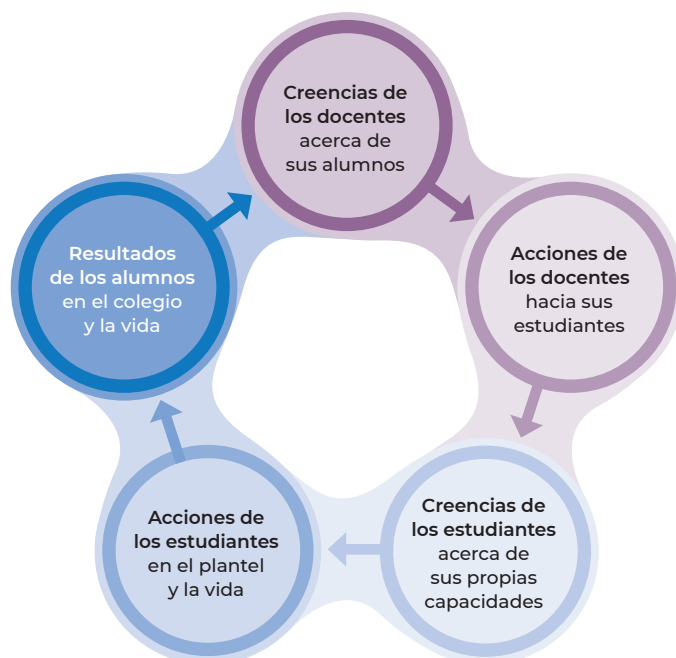 Creencias de
los docentes
acerca de
sus alumnos
Acciones de
los docentes
hacia sus
estudiantes
Creencias de
los estudiantes
acerca de
sus propias
capacidades
Acciones de
los estudiantes
en el plantel
y la vida
Resultados
de los alumnos
en el colegio
y la vida